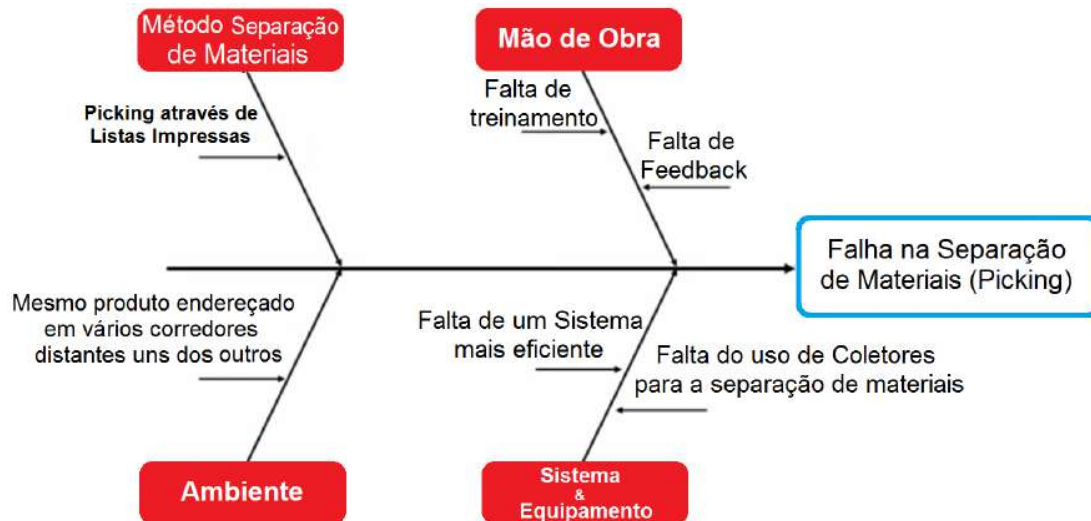 Método Separação
de Materiais
Mão de Obra
Picking através de
Listas Impressas
Falta de
treinamento
Falta de
Feedback
Falha na Separação
de Materiais (Picking)
Mesmo produto endereçado
em vários corredores
distantes uns dos outros
Falta de um Sistema
mais eficiente
Falta do uso de Coletores
para a separação de materiais
Ambiente
Sistema
&
Equipamento